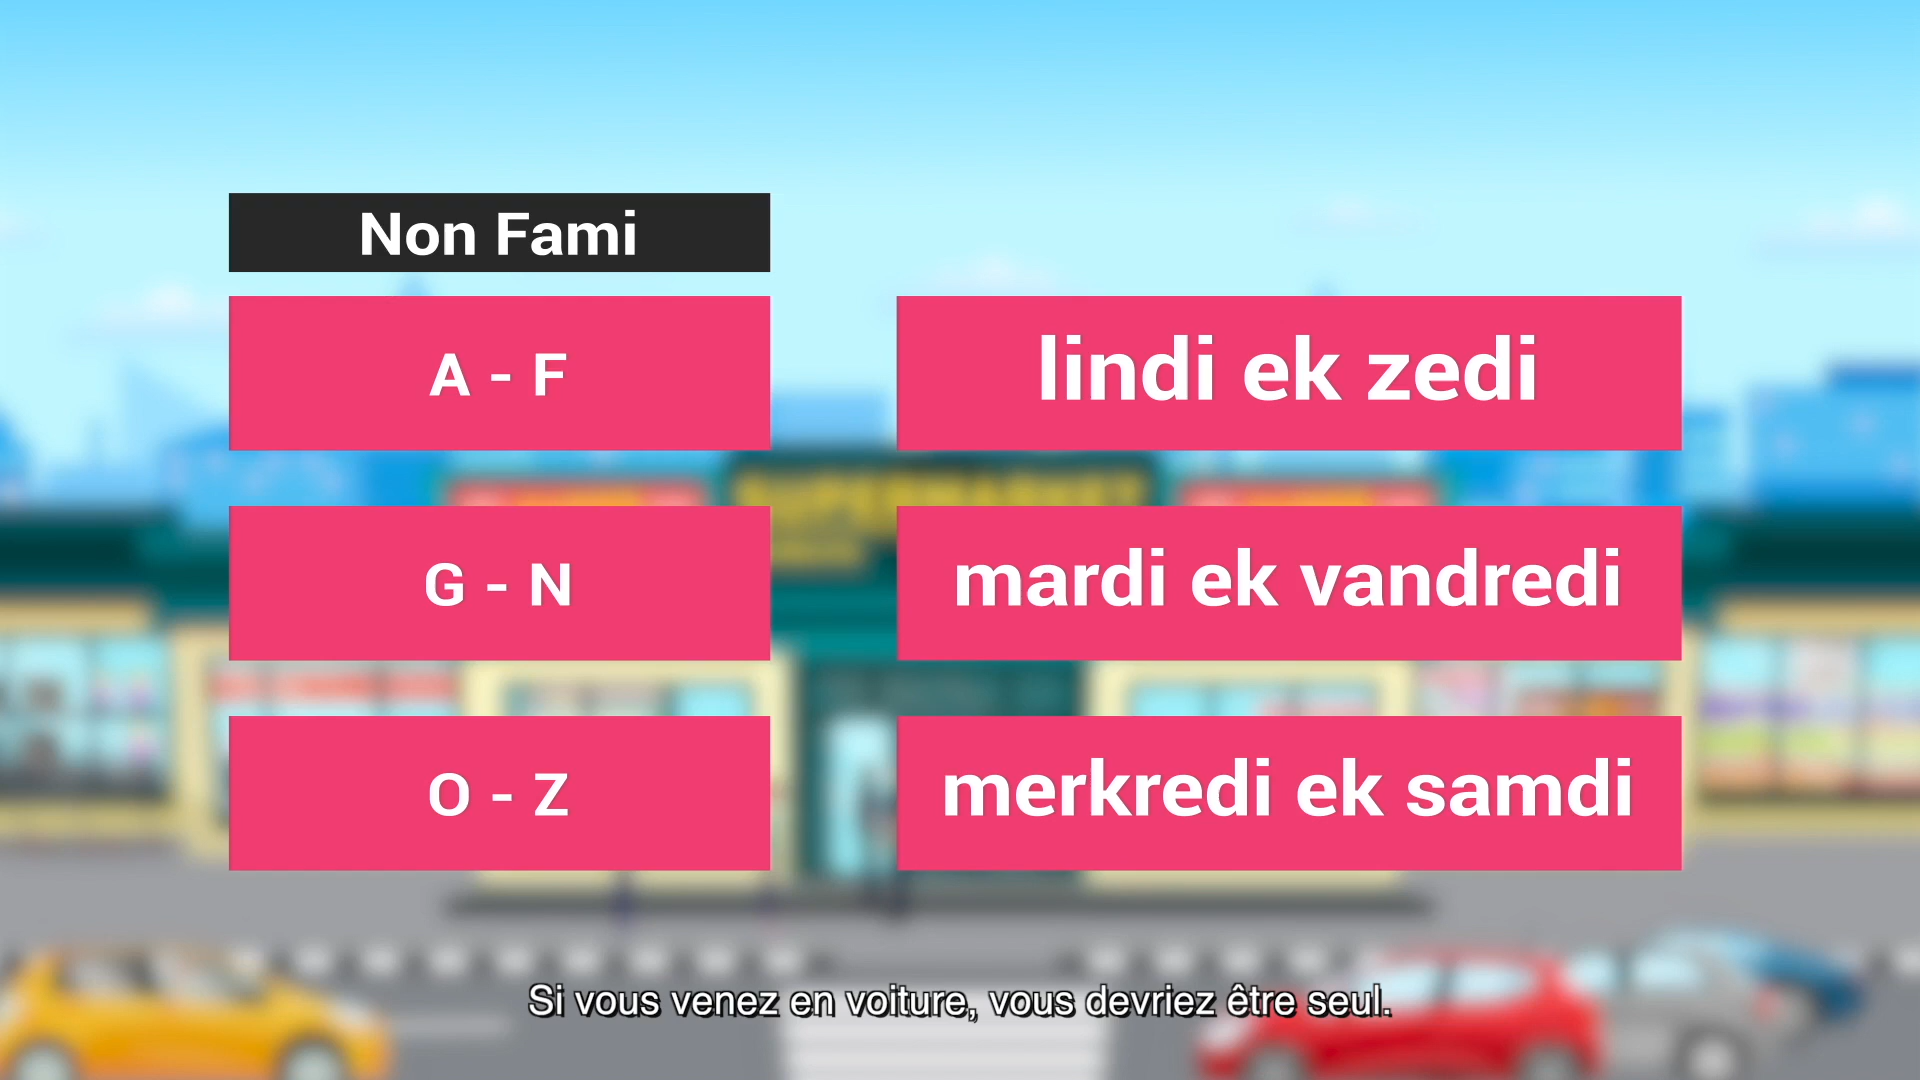 Non Fami
A - F
lindi ek zedi
G - N
mardi ek vandredi
O - Z
merkredi ek samdi
SUPERMARKET
Si vous venez en voiture, vous devriez être seul.